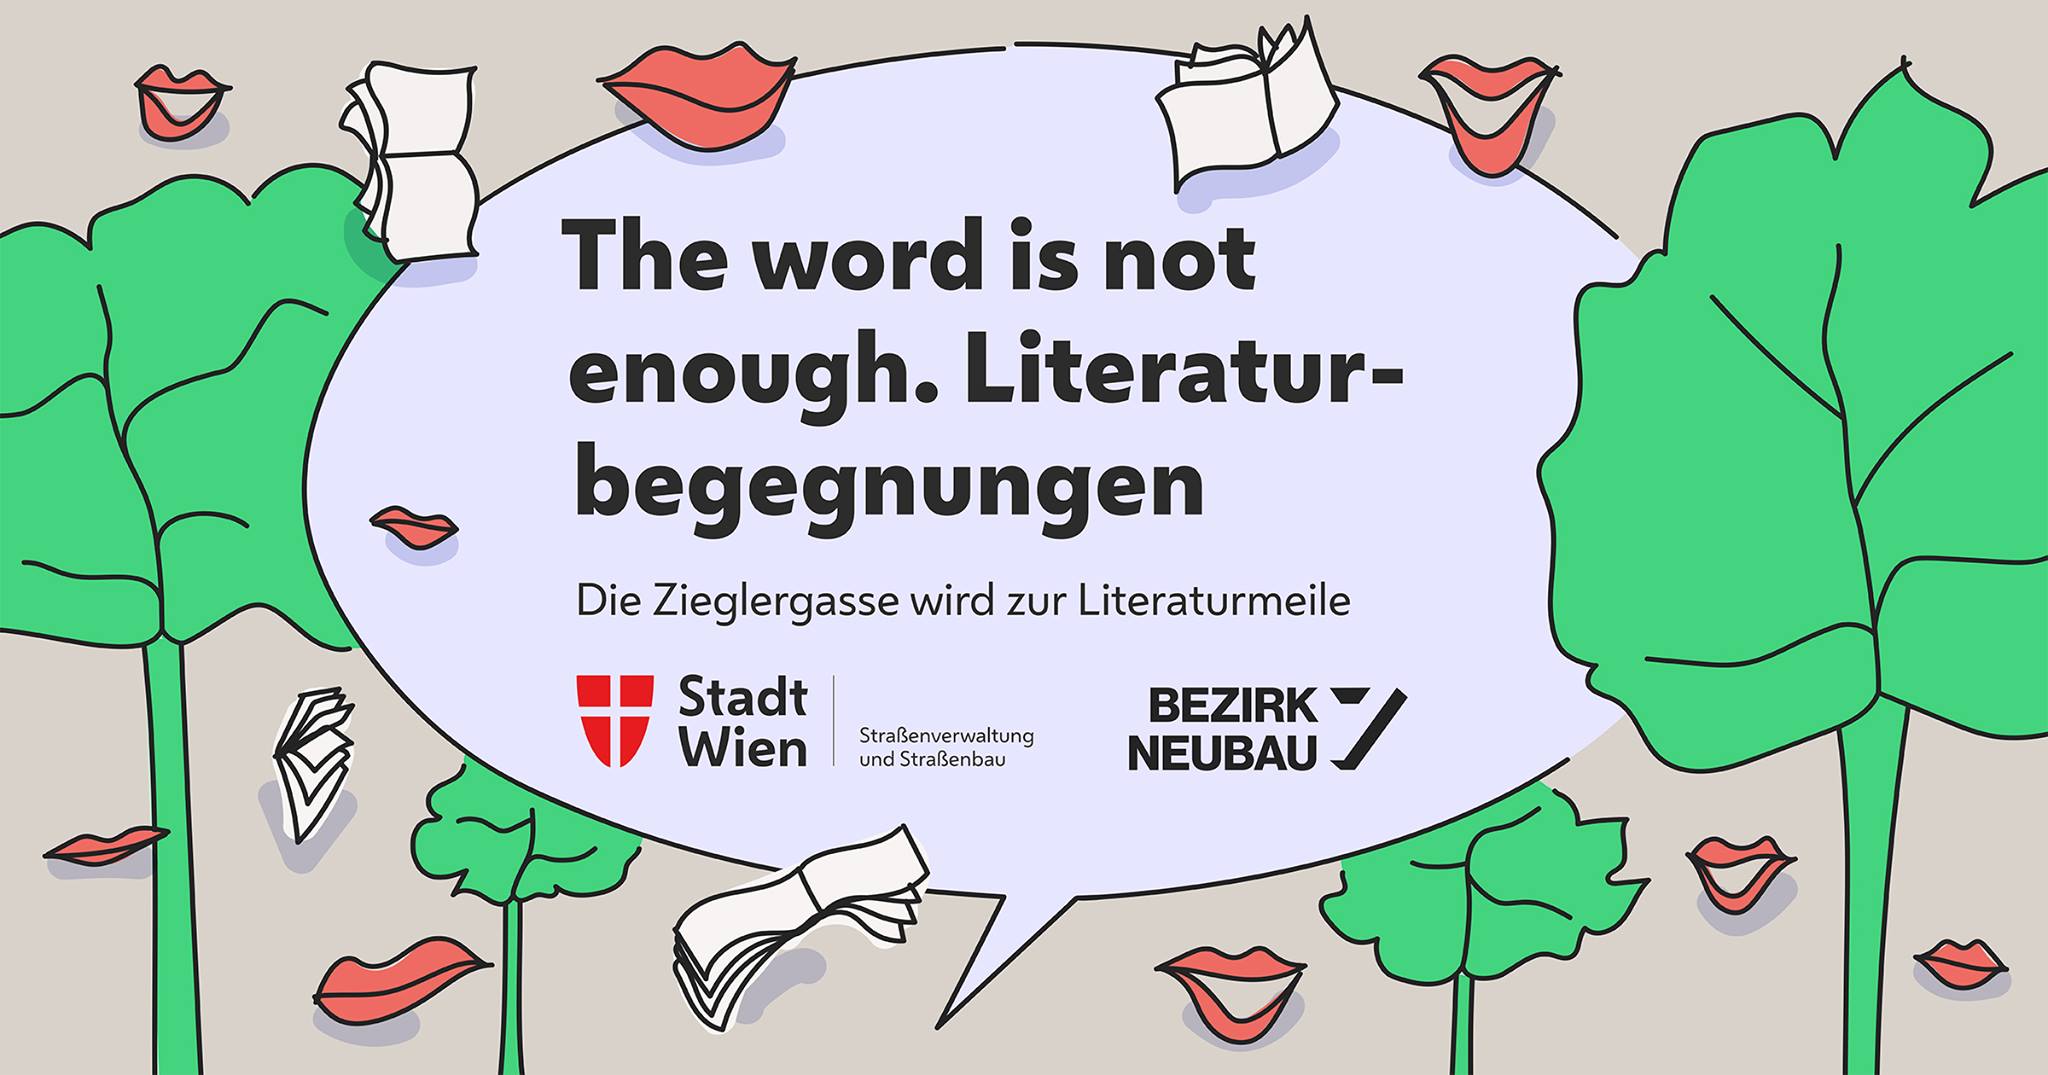 The word is not
enough. Literatur-
begegnungen
Die Zieglergasse wird zur Literaturmeile
Stadt
Wien
Straßenverwaltung
und Straßenbau
BEZIRK
NEUBAU 7